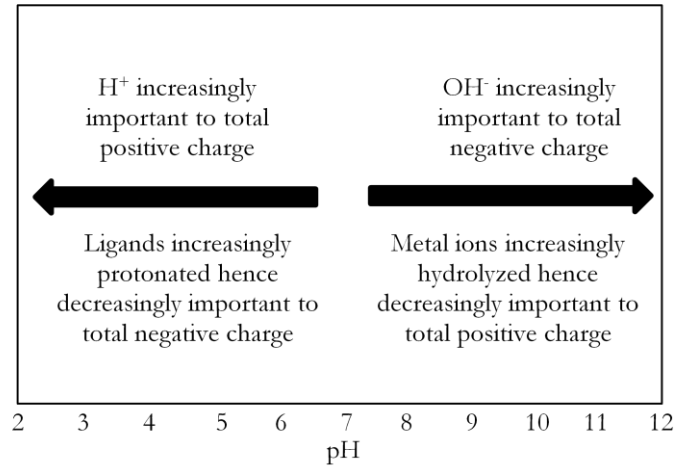 H⁺ increasingly
important to total
positive charge
OH⁻ increasingly
important to total
negative charge
Ligands increasingly
protonated hence
decreasingly important to
total negative charge
Metal ions increasingly
hydrolyzed hence
decreasingly important to
total positive charge
2 3 4 5 6 7 8 9 10 11 12
pH